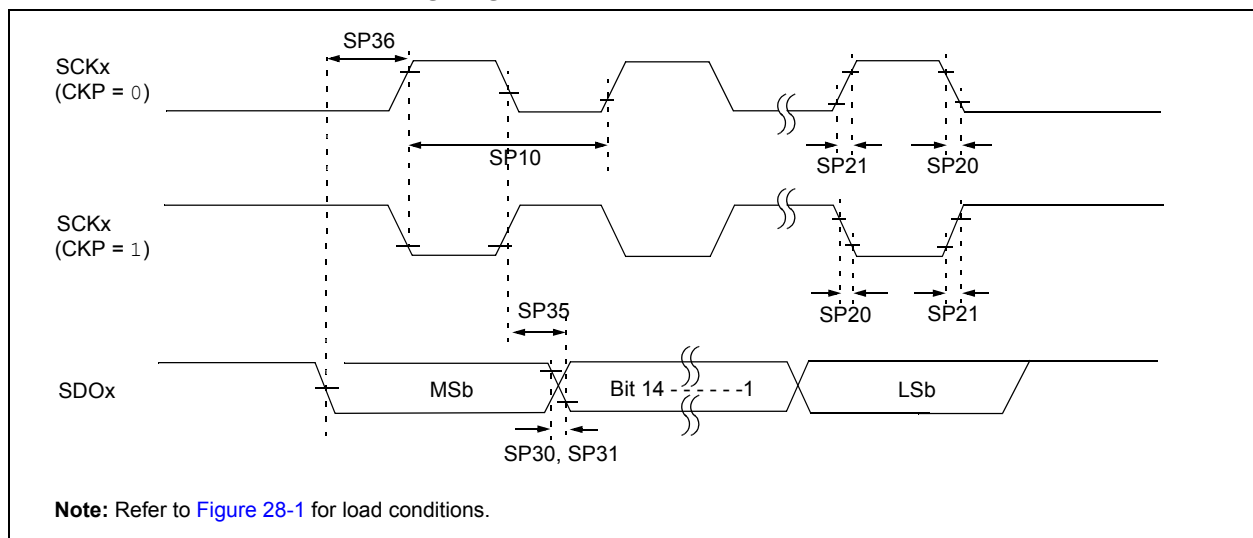 SP36
SCKx
(CKP = 0)
SP10
SP21
SP20
SCKx
(CKP = 1)
SP35
SP20
SP21
SDOx
MSb
Bit 14 - - - - - -1
LSb
SP30, SP31
Note: Refer to Figure 28-1 for load conditions.